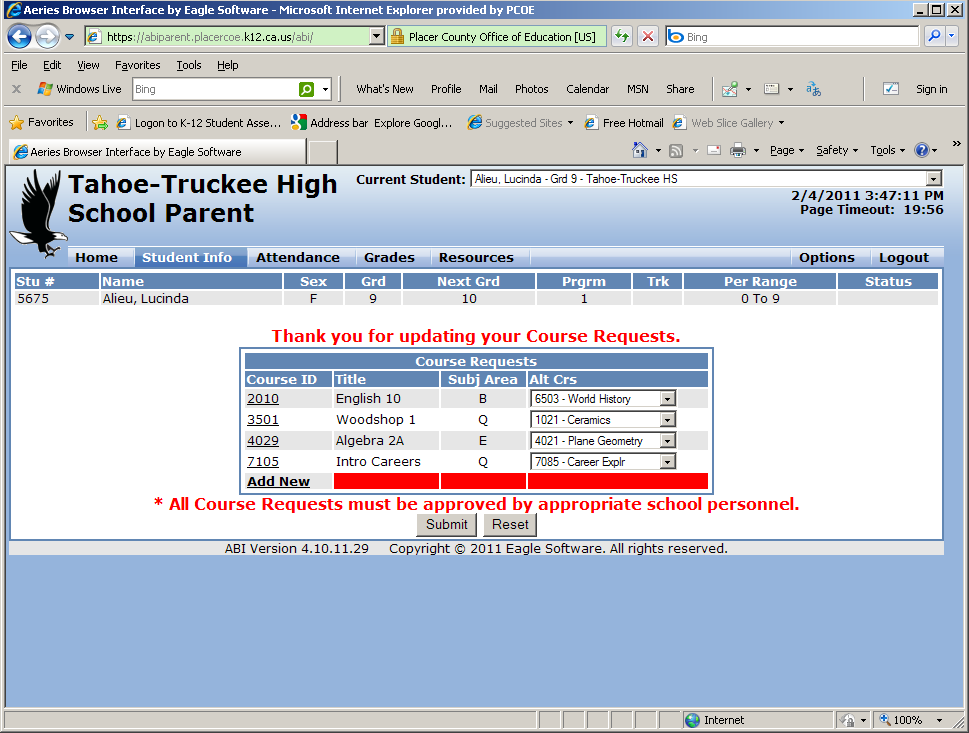 Aeries Browser Interface by Eagle Software - Microsoft Internet Explorer provided by PCOE
https://abiparent.placercoe.k12.ca.us/abi/ Placer County Office of Education [US] Bing
File Edit View Favorites Tools Help
Windows Live Bing What's New Profile Mail Photos Calendar MSN Share Sign in
Favorites Logon to K-12 Student Asse... Address bar Explore Googl... Suggested Sites Free Hotmail Web Slice Gallery
Aeries Browser Interface by Eagle Software Page Safety Tools »
Tahoe-Truckee High School Parent
Current Student: Alieu, Lucinda - Grd 9 - Tahoe-Truckee HS
2/4/2011 3:47:11 PM
Page Timeout: 19:56
Home Student Info Attendance Grades Resources Options Logout
Stu # Name Sex Grd Next Grd Prgrm Trk Per Range Status
5675 Alieu, Lucinda F 9 10 1 0 To 9
Thank you for updating your Course Requests.
Course Requests
Course ID Title Subj Area Alt Crs
2010 English 10 B 6503 - World History
3501 Woodshop 1 Q 1021 - Ceramics
4029 Algebra 2A E 4021 - Plane Geometry
7105 Intro Careers Q 7085 - Career Explr
Add New
* All Course Requests must be approved by appropriate school personnel.
Submit Reset
ABI Version 4.10.11.29 Copyright © 2011 Eagle Software. All rights reserved.
Internet 100%